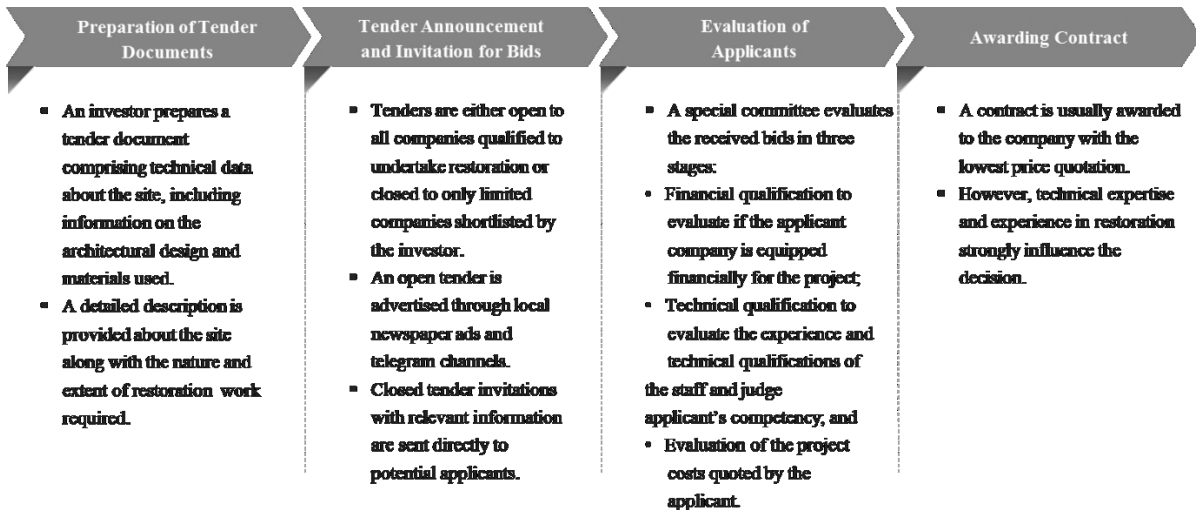 Preparation of Tender
Documents
Tender Announcement
and Invitation for Bids
Evaluation of
Applicants
Awarding Contract
▪ An investor prepares a
tender document
comprising technical data
about the site, including
information on the
architectural design and
materials used.
▪ A detailed description is
provided about the site
along with the nature and
extent of restoration work
required.
▪ Tenders are either open to
all companies qualified to
undertake restoration or
closed to only limited
companies shortlisted by
the investor.
▪ An open tender is
advertised through local
newspaper ads and
telegram channels.
▪ Closed tender invitations
with relevant information
are sent directly to
potential applicants.
▪ A special committee evaluates
the received bids in three
stages:
• Financial qualification to
evaluate if the applicant
company is equipped
financially for the project;
• Technical qualification to
evaluate the experience and
technical qualifications of
the staff and judge
applicant's competency; and
• Evaluation of the project
costs quoted by the
applicant.
▪ A contract is usually awarded
to the company with the
lowest price quotation.
▪ However, technical expertise
and experience in restoration
strongly influence the
decision.